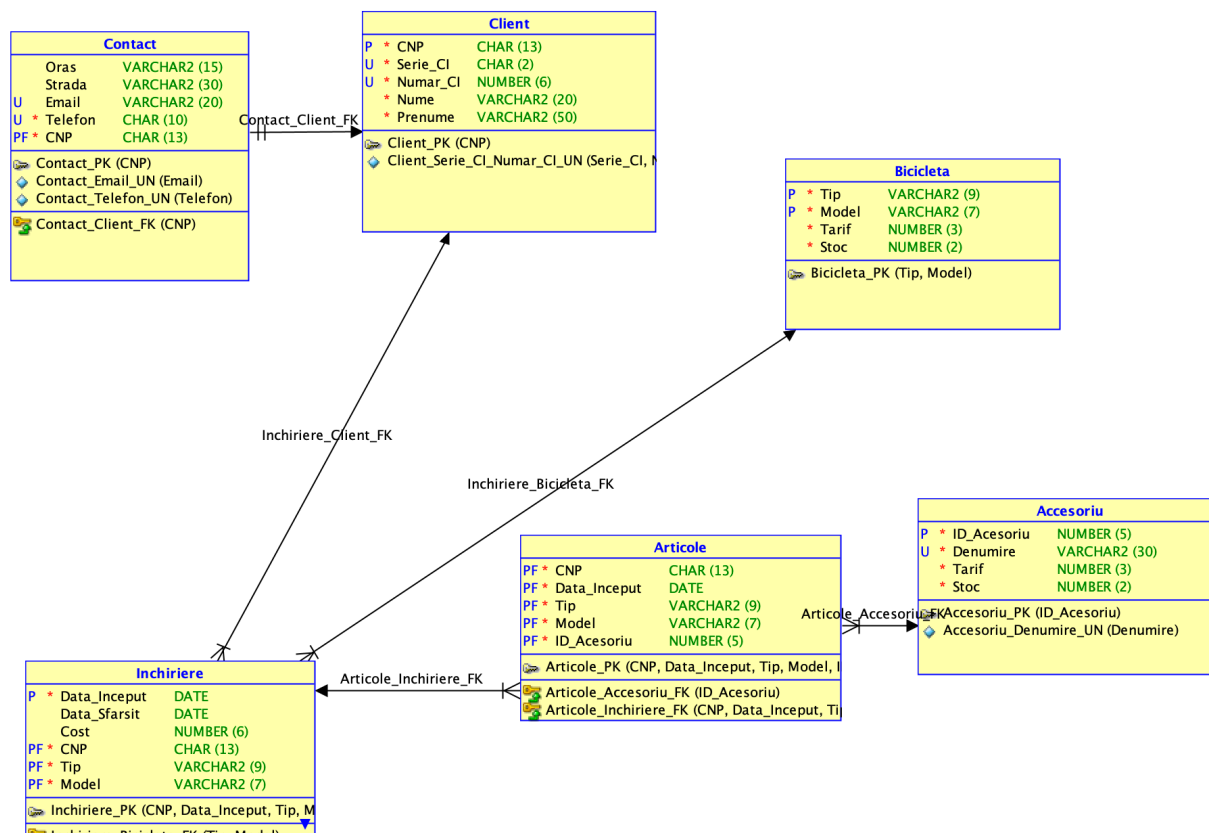 Contact
Oras VARCHAR2 (15)
Strada VARCHAR2 (30)
U Email VARCHAR2 (20)
U * Telefon CHAR (10)
PF * CNP CHAR (13)
Contact_PK (CNP)
Contact_Email_UN (Email)
Contact_Telefon_UN (Telefon)
Contact_Client_FK (CNP)
Contact_Client_FK
Client
P * CNP CHAR (13)
U * Serie_CI CHAR (2)
U * Numar_CI NUMBER (6)
* Nume VARCHAR2 (20)
* Prenume VARCHAR2 (50)
Client_PK (CNP)
Client_Serie_CI_Numar_CI_UN (Serie_CI,
Bicicleta
P * Tip VARCHAR2 (9)
P * Model VARCHAR2 (7)
* Tarif NUMBER (3)
* Stoc NUMBER (2)
Bicicleta_PK (Tip, Model)
Inchiriere_Client_FK
Inchiriere_Bicicleta_FK
Accesoriu
P * ID_Acesoriu NUMBER (5)
U * Denumire VARCHAR2 (30)
* Tarif NUMBER (3)
* Stoc NUMBER (2)
Accesoriu_PK (ID_Acesoriu)
Accesoriu_Denumire_UN (Denumire)
Articole_Accesoriu_FK
Articole
PF * CNP CHAR (13)
PF * Data_Inceput DATE
PF * Tip VARCHAR2 (9)
PF * Model VARCHAR2 (7)
PF * ID_Acesoriu NUMBER (5)
Articole_PK (CNP, Data_Inceput, Tip, Model,
Articole_Accesoriu_FK (ID_Acesoriu)
Articole_Inchiriere_FK (CNP, Data_Inceput,
Articole_Inchiriere_FK
Inchiriere
P * Data_Inceput DATE
Data_Sfarsit DATE
Cost NUMBER (6)
PF * CNP CHAR (13)
PF * Tip VARCHAR2 (9)
PF * Model VARCHAR2 (7)
Inchiriere_PK (CNP, Data_Inceput, Tip, M